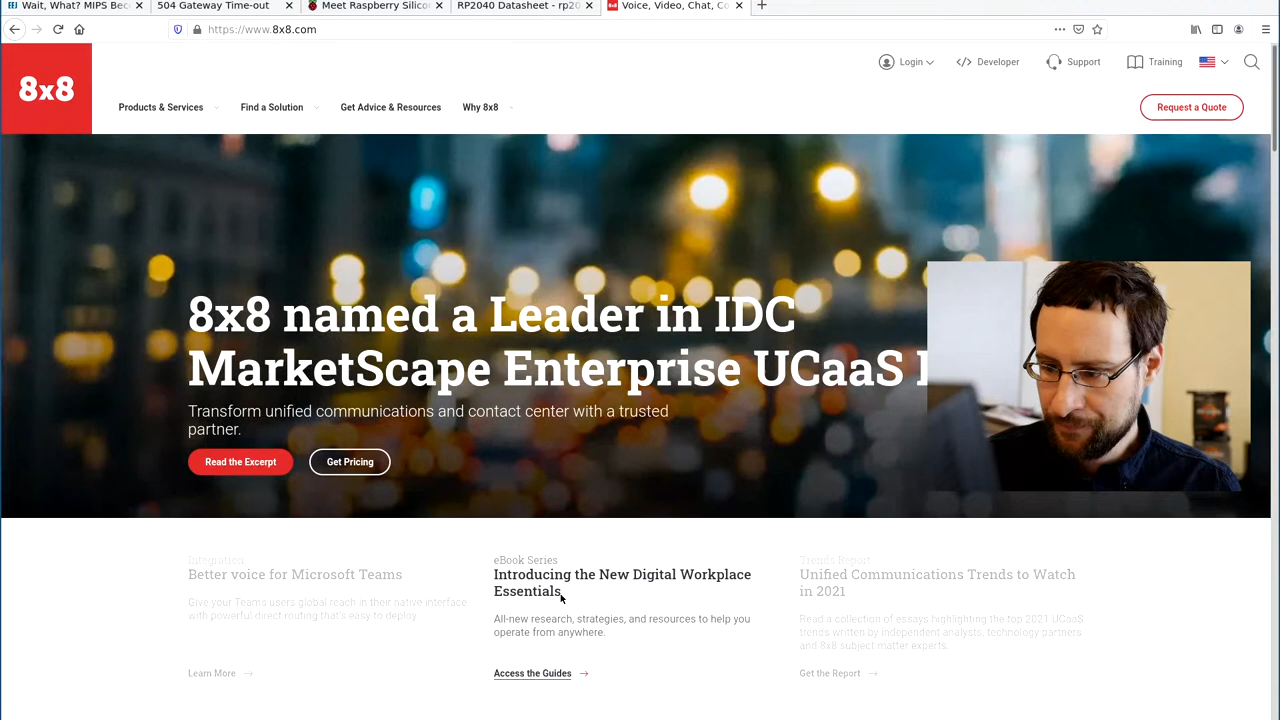 Wait, What? MIPS Bec
504 Gateway Time-out
Meet Raspberry Silico
RP2040 Datasheet - rp20
Voice, Video, Chat, Co
https://www.8x8.com
8x8
Login
Developer
Support
Training
Products & Services
Find a Solution
Get Advice & Resources
Why 8x8
Request a Quote
8x8 named a Leader in IDC
MarketScape Enterprise UCaaS
Transform unified communications and contact center with a trusted
partner.
Read the Excerpt
Get Pricing
Integration
Better voice for Microsoft Teams
Give your Teams users global reach in their native interface
with powerful direct routing that's easy to deploy.
Learn More
eBook Series
Introducing the New Digital Workplace
Essentials
All-new research, strategies, and resources to help you
operate from anywhere.
Access the Guides
Trends Report
Unified Communications Trends to Watch
in 2021
Read a collection of essays highlighting the top 2021 UCaaS
trends written by independent analysts, technology partners
and 8x8 subject matter experts.
Get the Report